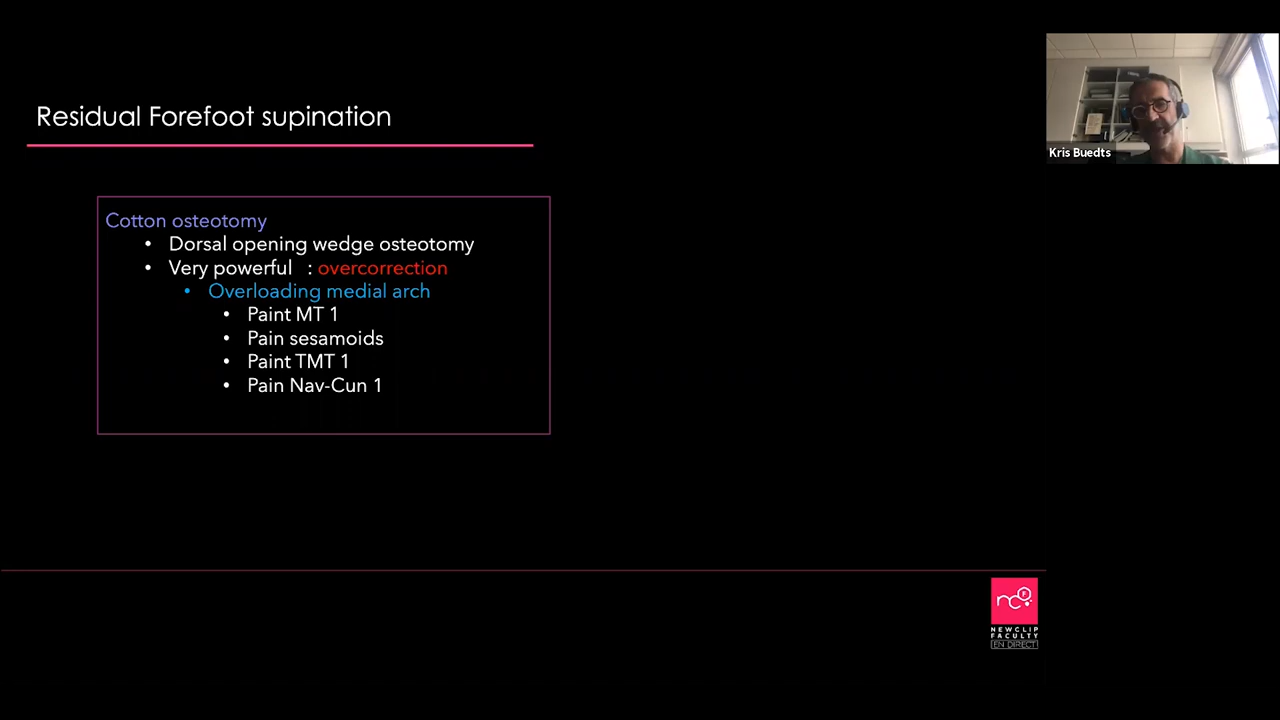 Residual Forefoot supination
Kris Buedts
Cotton osteotomy
• Dorsal opening wedge osteotomy
• Very powerful : overcorrection
• Overloading medial arch
• Paint MT 1
• Pain sesamoids
• Paint TMT 1
• Pain Nav-Cun 1
nc F
NEWCLIP
FACULTY
EN DIRECT